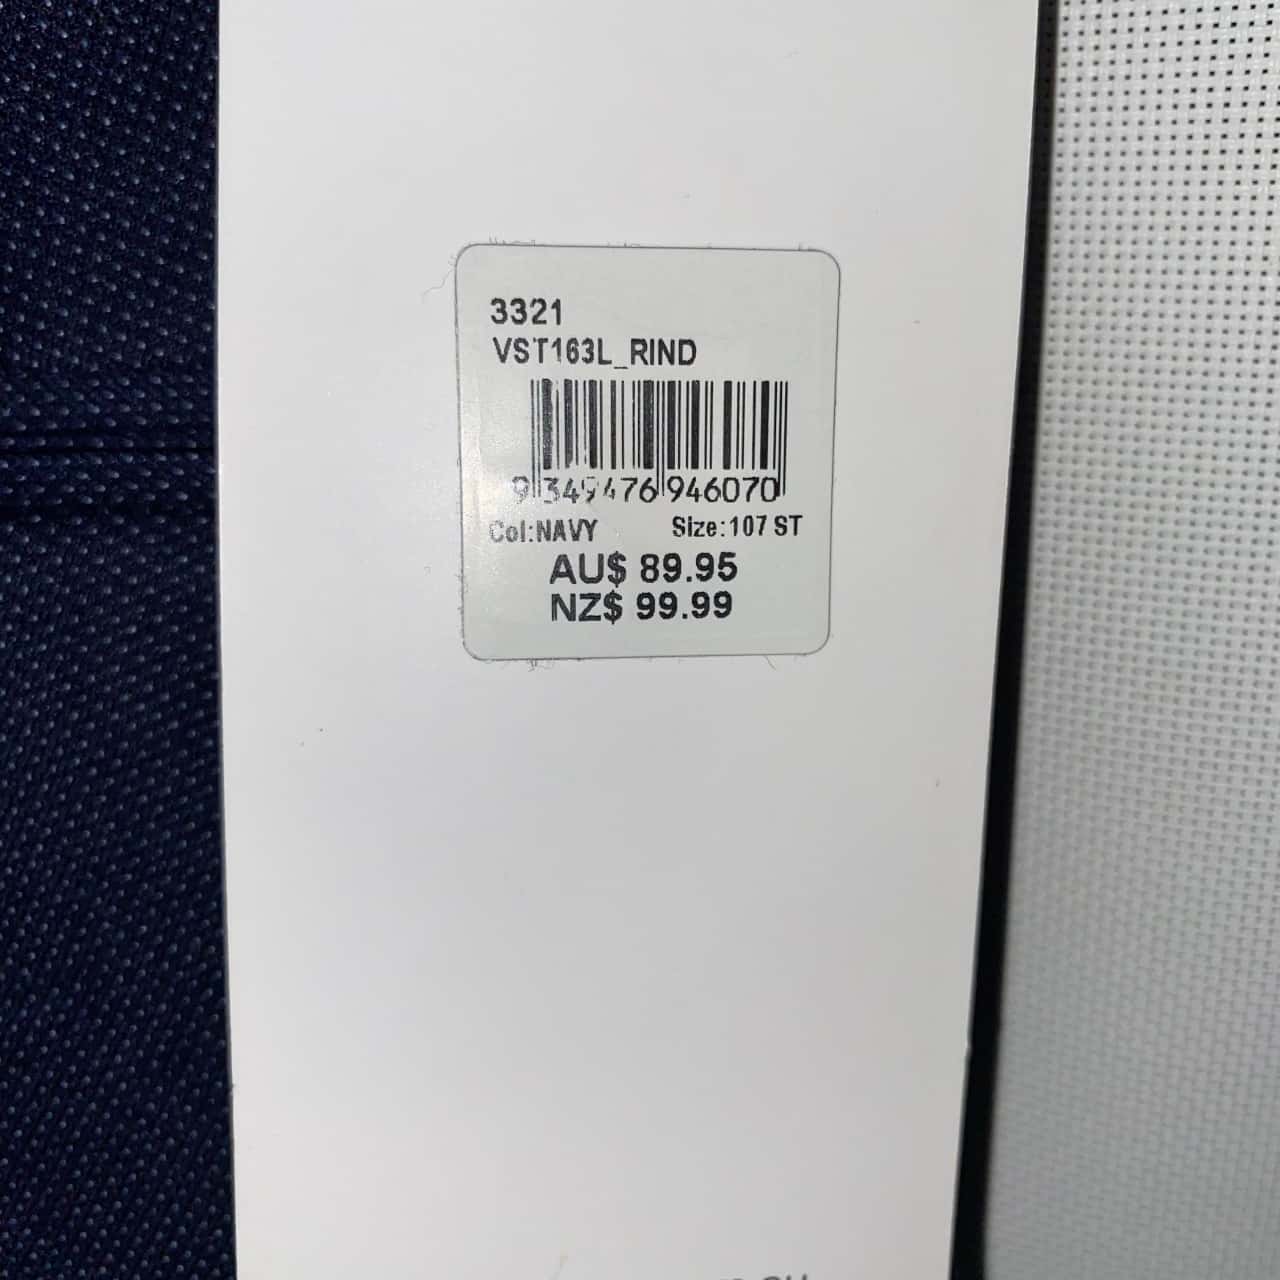 3321
VST163L_RIND
9 349476 946070
Col:NAVY Size:107 ST
AU$ 89.95
NZ$ 99.99